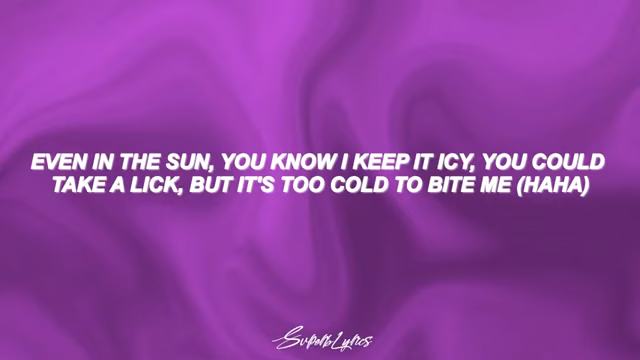 EVEN IN THE SUN, YOU KNOW I KEEP IT ICY, YOU COULD
TAKE A LICK, BUT IT'S TOO COLD TO BITE ME (HAHA)
SuperbLyrics